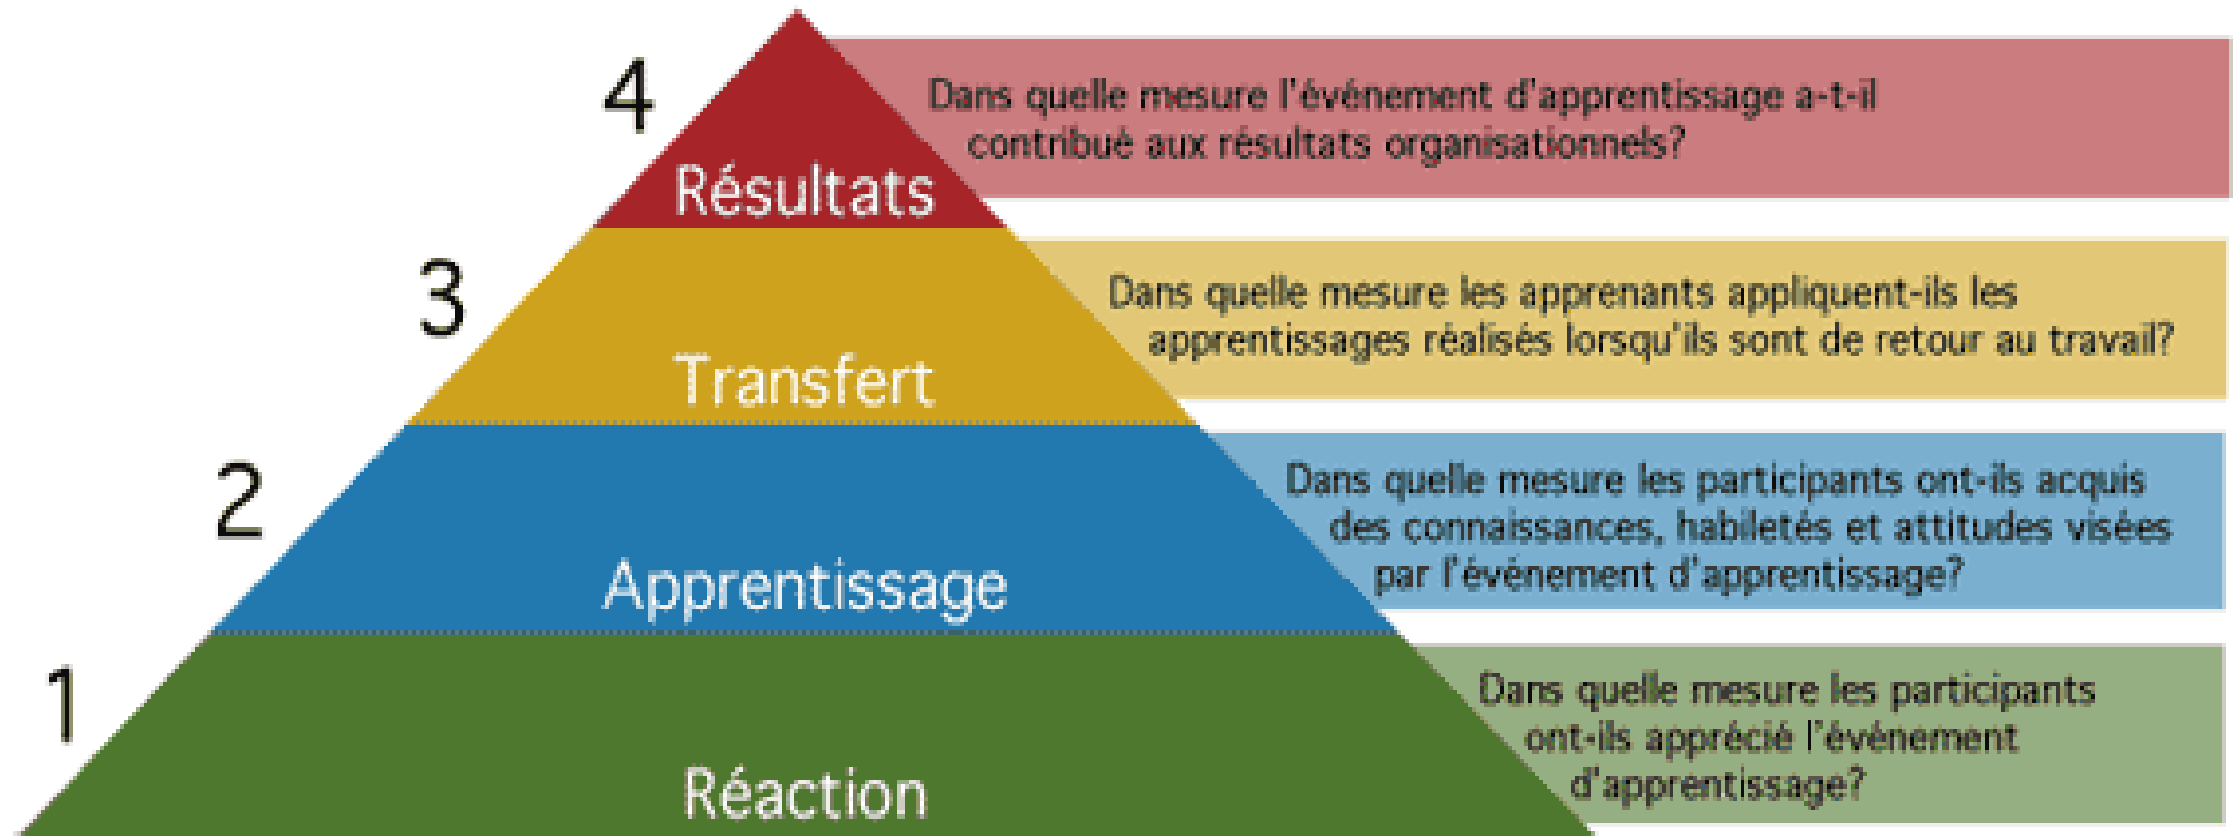 4
Résultats
Dans quelle mesure l'événement d'apprentissage a-t-il
contribué aux résultats organisationnels?
3
Transfert
Dans quelle mesure les apprenants appliquent-ils les
apprentissages réalisés lorsqu'ils sont de retour au travail?
2
Apprentissage
Dans quelle mesure les participants ont-ils acquis
des connaissances, habiletés et attitudes visées
par l'événement d'apprentissage?
1
Réaction
Dans quelle mesure les participants
ont-ils apprécié l'événement
d'apprentissage?